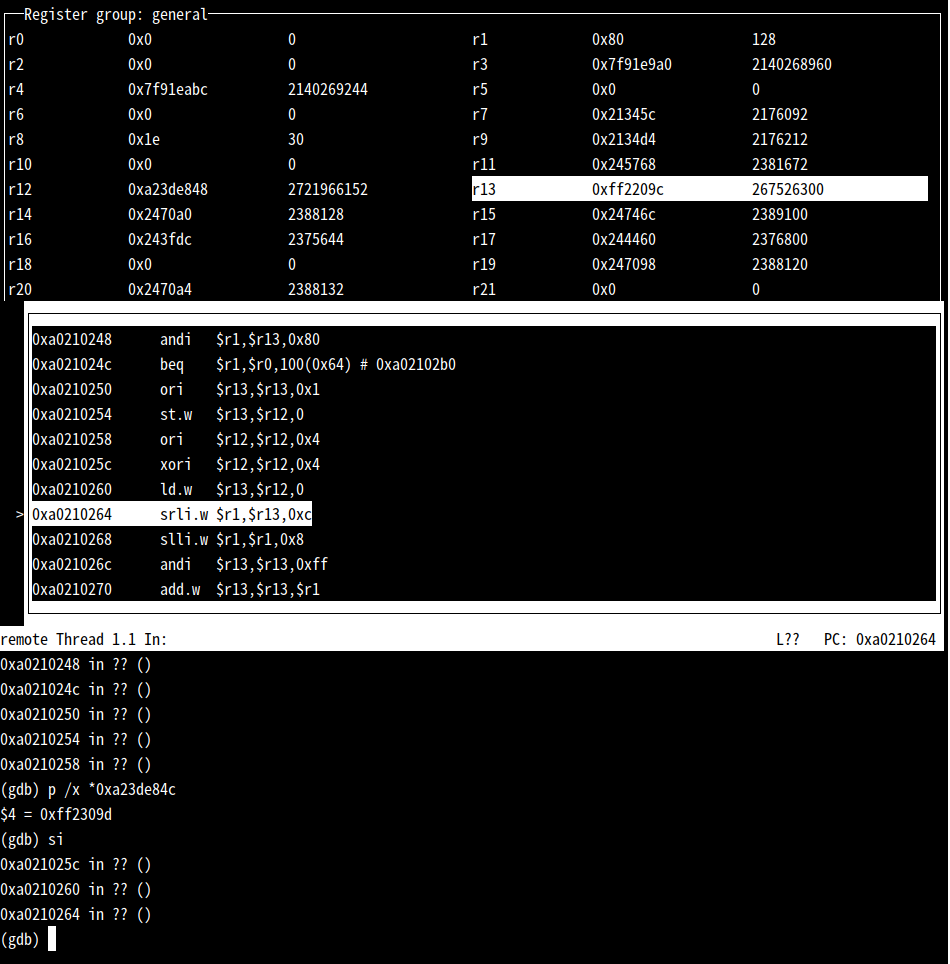 Register group: general
r0 0x0 0 r1 0x80 128
r2 0x0 0 r3 0x7f91e9a0 2140268960
r4 0x7f91eabc 2140269244 r5 0x0 0
r6 0x0 0 r7 0x21345c 2176092
r8 0x1e 30 r9 0x2134d4 2176212
r10 0x0 0 r11 0x245768 2381672
r12 0xa23de848 2721966152 r13 0xff2209c 267526300
r14 0x2470a0 2388128 r15 0x24746c 2389100
r16 0x243fdc 2375644 r17 0x244460 2376800
r18 0x0 0 r19 0x247098 2388120
r20 0x2470a4 2388132 r21 0x0 0
0xa0210248 andi $r1,$r13,0x80
0xa021024c beq $r1,$r0,100(0x64) # 0xa02102b0
0xa0210250 ori $r13,$r13,0x1
0xa0210254 st.w $r13,$r12,0
0xa0210258 ori $r12,$r12,0x4
0xa021025c xori $r12,$r12,0x4
0xa0210260 ld.w $r13,$r12,0
>0xa0210264 srli.w $r1,$r13,0xc
0xa0210268 slli.w $r1,$r1,0x8
0xa021026c andi $r13,$r13,0xff
0xa0210270 add.w $r13,$r13,$r1
remote Thread 1.1 In: L?? PC: 0xa0210264
0xa0210248 in ?? ()
0xa021024c in ?? ()
0xa0210250 in ?? ()
0xa0210254 in ?? ()
0xa0210258 in ?? ()
(gdb) p /x *0xa23de84c
$4 = 0xff2309d
(gdb) si
0xa021025c in ?? ()
0xa0210260 in ?? ()
0xa0210264 in ?? ()
(gdb)